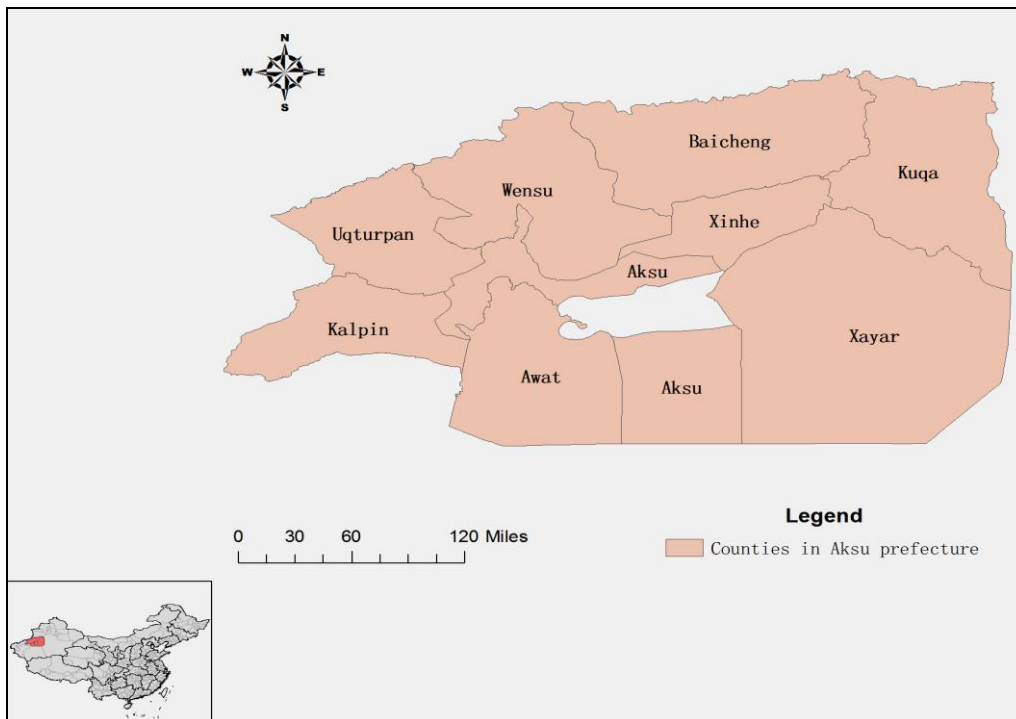 N
W E
S
Baicheng
Kuqa
Wensu
Xinhe
Uqturpan
Aksu
Kalpin
Xayar
Awat
Aksu
0 30 60 120 Miles
Legend
Counties in Aksu prefecture